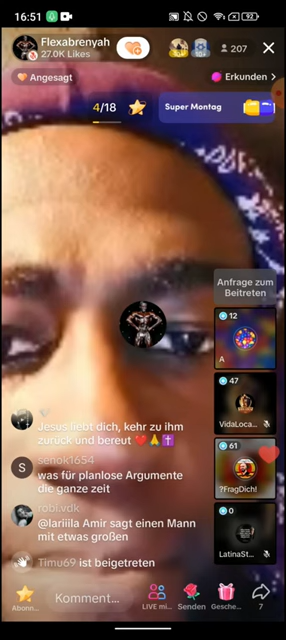 16:51
92
Flexabrenyah
27.0K Likes
207
Angesagt
Erkunden >
4/18
Super Montag
Anfrage zum
Beitreten
12
A
47
VidaLoca...
61
?FragDich!
0
LatinaSt...
Jesus liebt dich, kehr zu ihm
zurück und bereut ❤️🙏✝️
S
senok1654
was für planlose Argumente
die ganze zeit
robi.vdk
@lariiila Amir sagt einen Mann
mit etwas großen
Timu69 ist beigetreten
Abonn...
Komment...
LIVE mi...
Senden
Gesche...
7